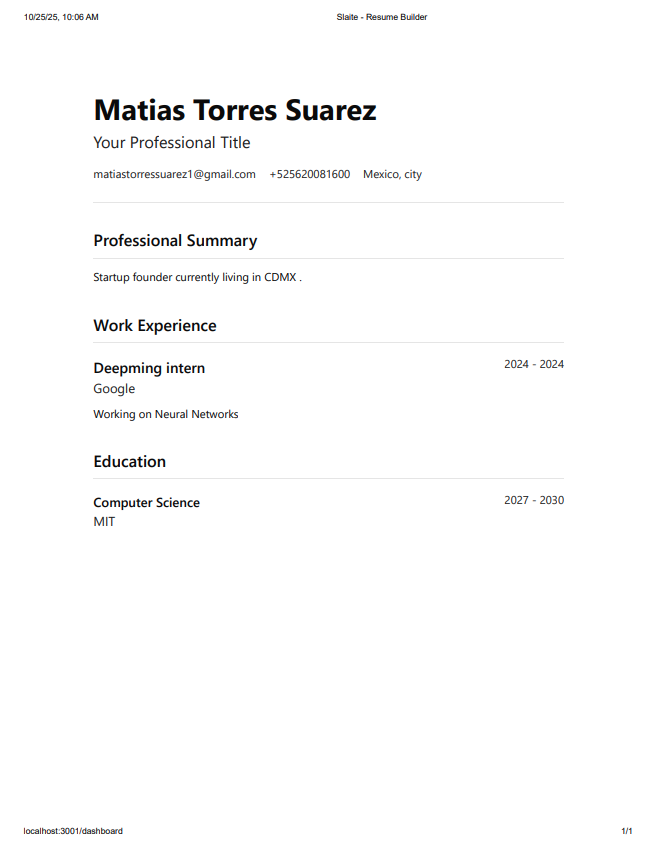 10/25/25, 10:06 AM Slaite - Resume Builder
Matias Torres Suarez
Your Professional Title
matiastorressuarez1@gmail.com +525620081600 Mexico, city
Professional Summary
Startup founder currently living in CDMX .
Work Experience
Deepming intern 2024 - 2024
Google
Working on Neural Networks
Education
Computer Science 2027 - 2030
MIT
localhost:3001/dashboard 1/1